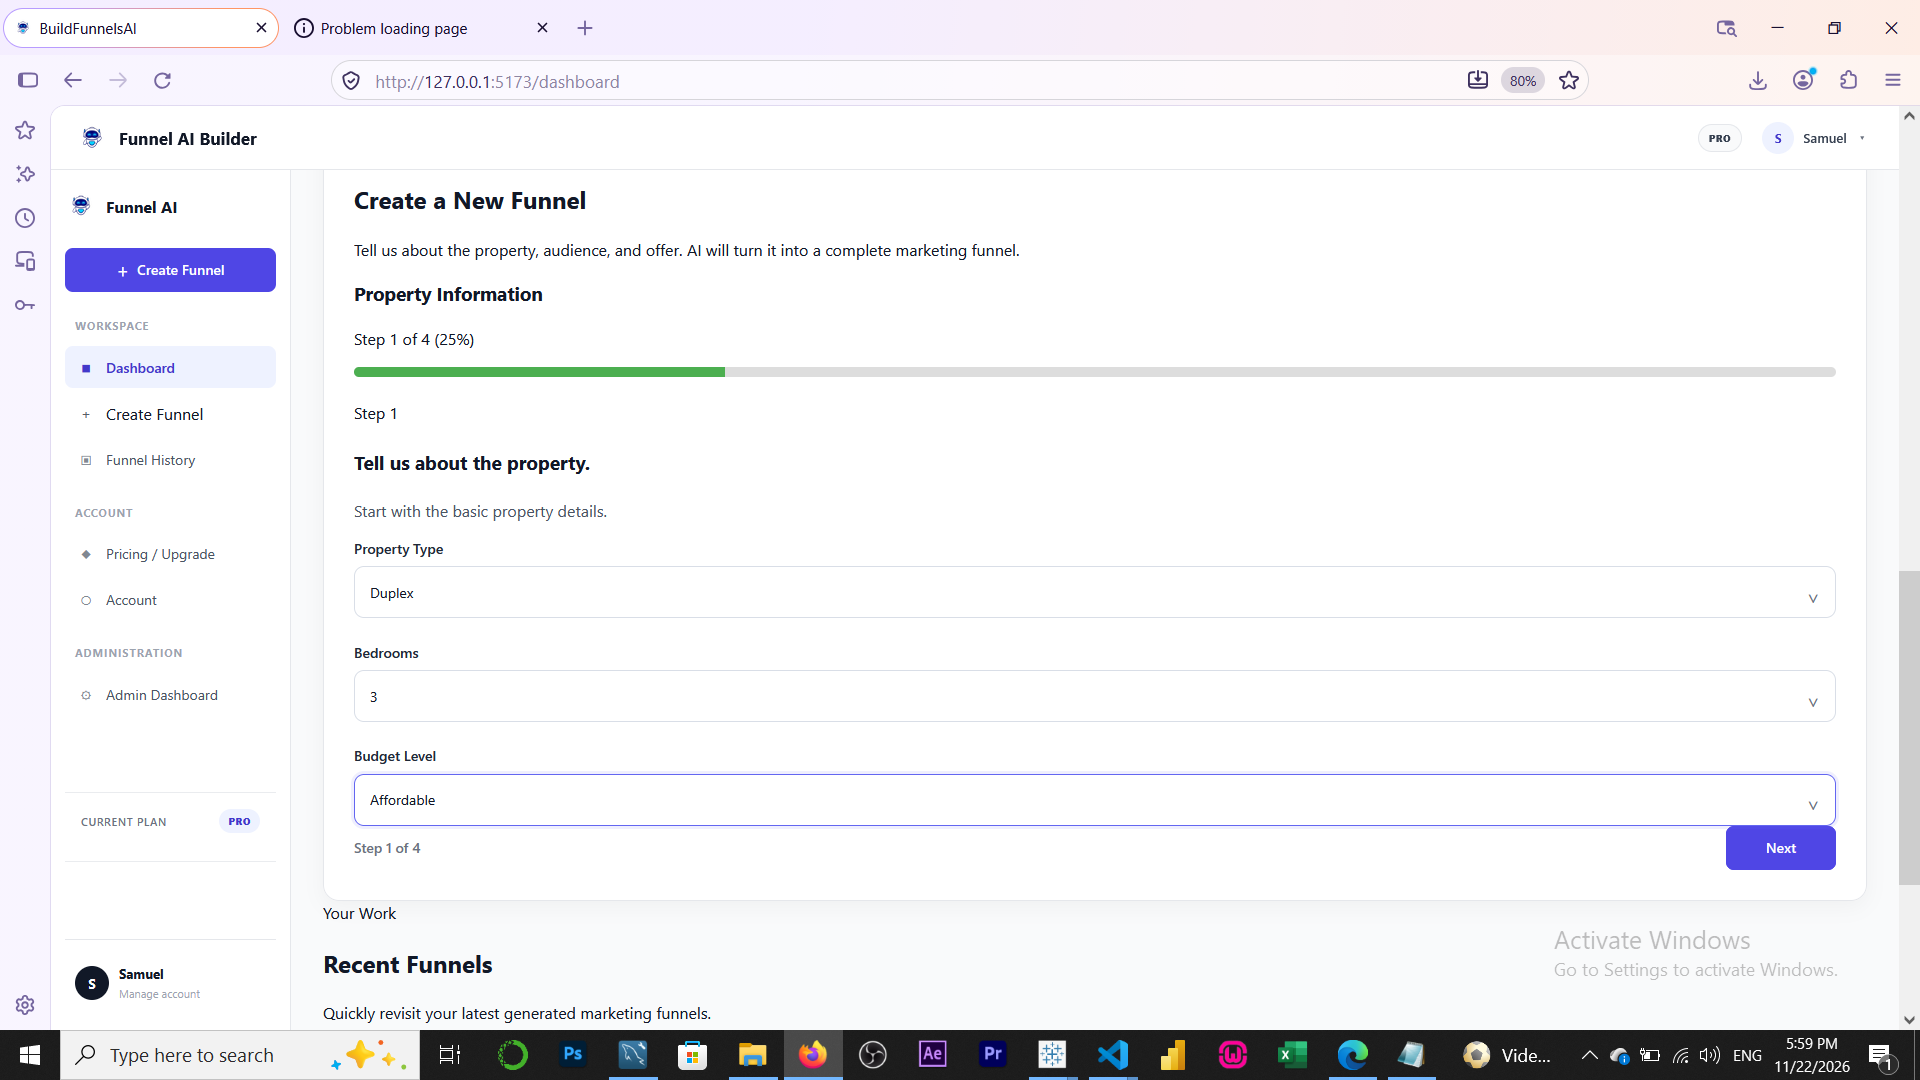 BuildFunnelsAI
Problem loading page
http://127.0.0.1:5173/dashboard
80%
Funnel AI Builder
PRO
S
Samuel
Funnel AI
+ Create Funnel
WORKSPACE
Dashboard
+ Create Funnel
Funnel History
ACCOUNT
Pricing / Upgrade
Account
ADMINISTRATION
Admin Dashboard
CURRENT PLAN
PRO
S
Samuel
Manage account
Create a New Funnel
Tell us about the property, audience, and offer. AI will turn it into a complete marketing funnel.
Property Information
Step 1 of 4 (25%)
Step 1
Tell us about the property.
Start with the basic property details.
Property Type
Duplex
Bedrooms
3
Budget Level
Affordable
Step 1 of 4
Next
Your Work
Recent Funnels
Quickly revisit your latest generated marketing funnels.
Activate Windows
Go to Settings to activate Windows.
Type here to search
Ps
Ae
Pr
Vide...
ENG
5:59 PM
11/22/2026
1